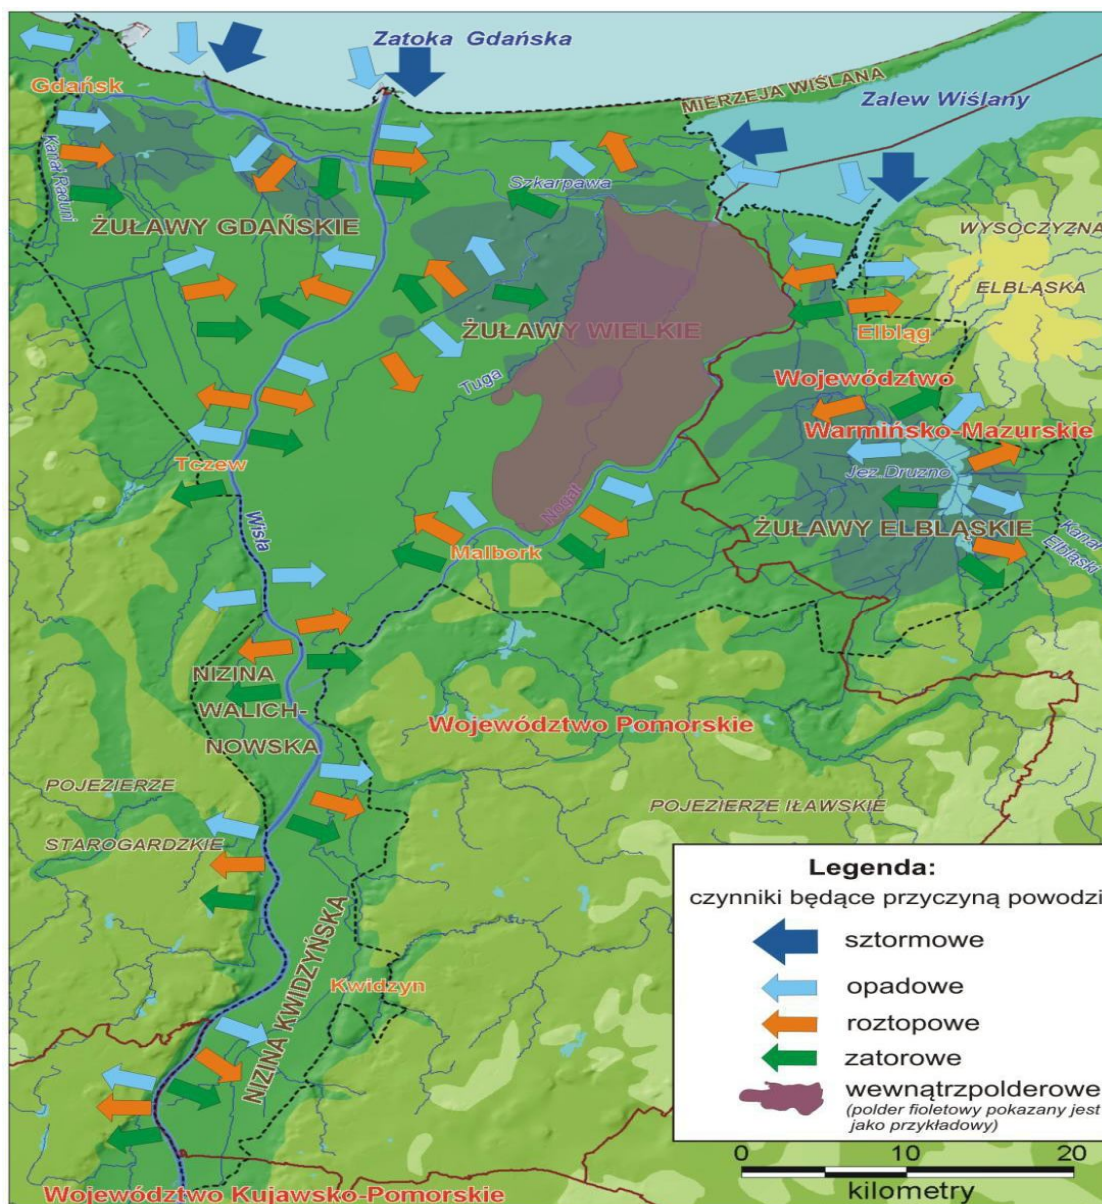 Zatoka Gdańska
Gdańsk
MIERZEJA WIŚLANA
Zalew Wiślany
Kanał Raduni
Szkarpawa
ŻUŁAWY GDAŃSKIE
WYSOCZYZNA
ELBLĄSKA
ŻUŁAWY WIELKIE
Elbląg
Tuga
Województwo
Warmińsko-Mazurskie
Tczew
Jez.Druzno
Nogat
Wisła
ŻUŁAWY ELBLĄSKIE
Kanał
Elbląski
Malbork
NIZINA
WALICH-
NOWSKA
Województwo Pomorskie
POJEZIERZE
STAROGARDZKIE
POJEZIERZE IŁAWSKIE
NIZINA KWIDZYŃSKA
Kwidzyn
Legenda:
czynniki będące przyczyną powodzi
sztormowe
opadowe
roztopowe
zatorowe
wewnątrzpolderowe
(polder fioletowy pokazany jest
jako przykładowy)
0 10 20
kilometry
Województwo Kujawsko-Pomorskie